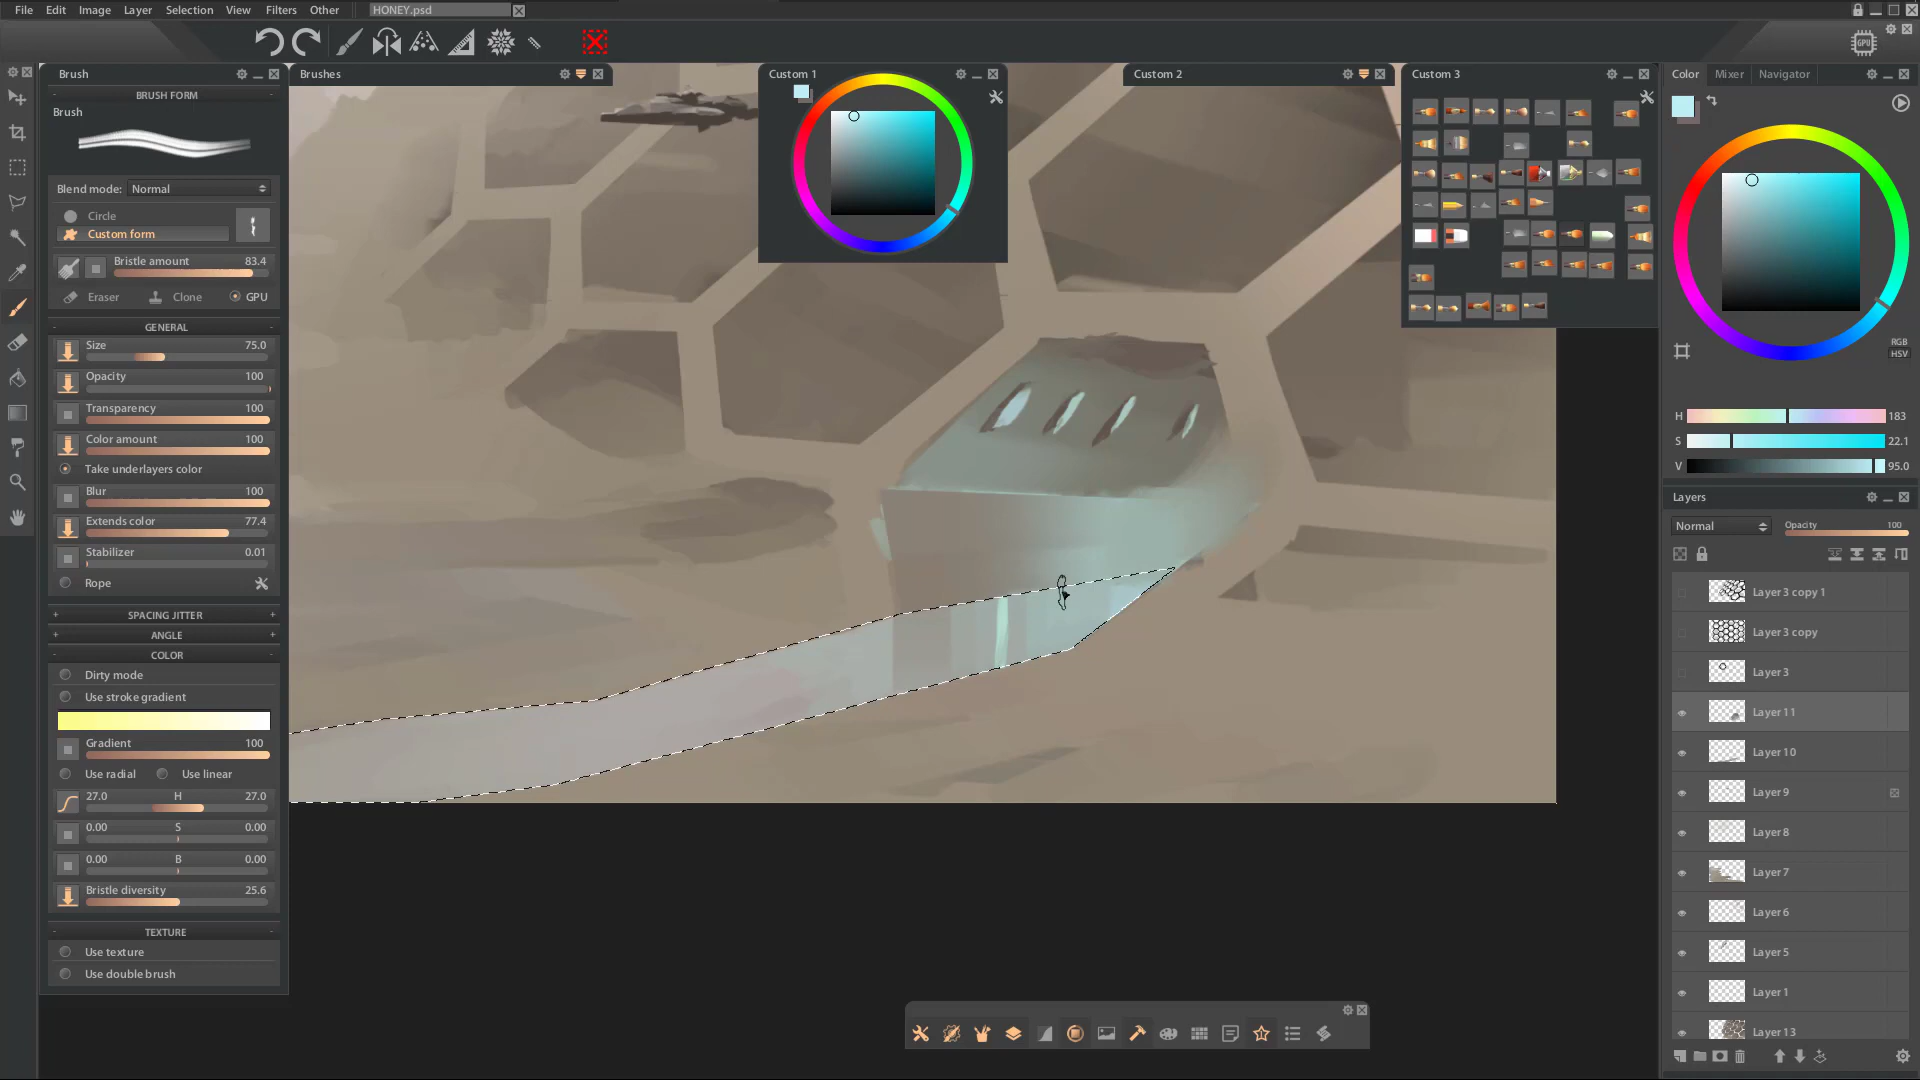 File Edit Image Layer Selection View Filters Other HONEY.psd
GPU
Brush
BRUSH FORM
Brush
Blend mode: Normal
Circle
Custom form
Bristle amount 83.4
Eraser Clone GPU
GENERAL
Size 75.0
Opacity 100
Transparency 100
Color amount 100
Take underlayers color
Blur 100
Extends color 77.4
Stabilizer 0.01
Rope
SPACING JITTER
ANGLE
COLOR
Dirty mode
Use stroke gradient
Gradient 100
Use radial Use linear
27.0 H 27.0
0.00 S 0.00
0.00 B 0.00
Bristle diversity 25.6
TEXTURE
Use texture
Use double brush
Brushes
Custom 1
Custom 2
Custom 3
Color Mixer Navigator
RGB
HSV
H 183
S 22.1
V 95.0
Layers
Normal Opacity 100
Layer 3 copy 1
Layer 3 copy
Layer 3
Layer 11
Layer 10
Layer 9
Layer 8
Layer 7
Layer 6
Layer 5
Layer 1
Layer 13